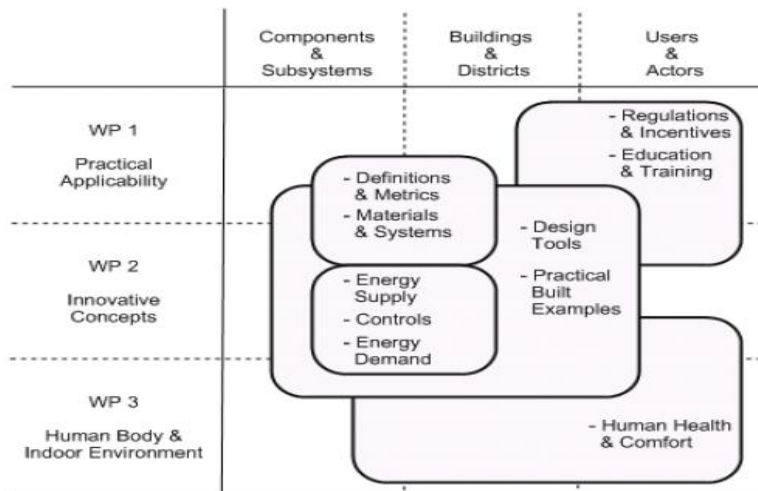 Components
&
Subsystems
Buildings
&
Districts
Users
&
Actors
WP 1
Practical
Applicability
- Regulations
& Incentives
- Education
& Training
- Definitions
& Metrics
- Materials
& Systems
- Design
Tools
- Practical
Built
Examples
WP 2
Innovative
Concepts
- Energy
Supply
- Controls
- Energy
Demand
WP 3
Human Body &
Indoor Environment
- Human Health
& Comfort